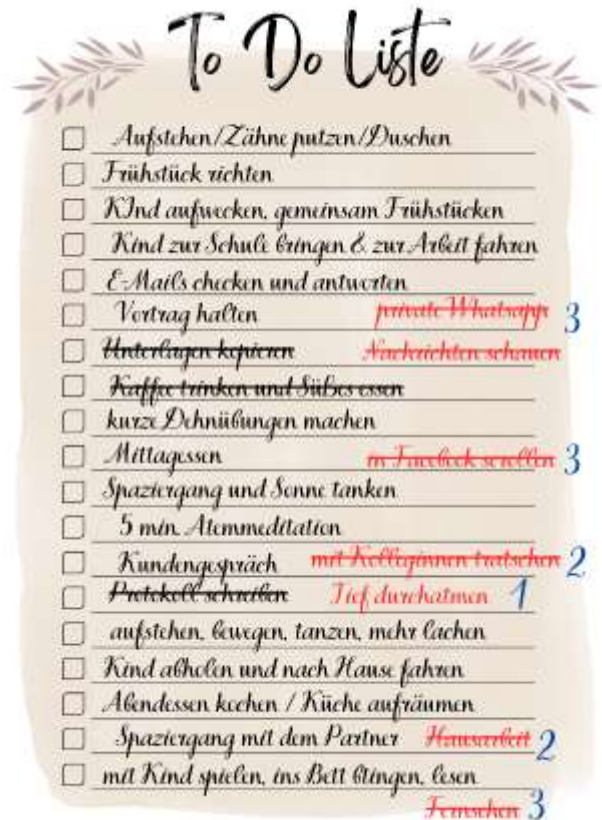 To Do Liste
Aufstehen/Zähne putzen/Duschen
Frühstück richten
KInd aufwecken, gemeinsam Frühstücken
Kind zur Schule bringen & zur Arbeit fahren
E-Mails checken und antworten
Vortrag halten private Whatsapp 3
Unterlagen kopieren Nachrichten schauen
Kaffee trinken und Süßes essen
kurze Dehnübungen machen
Mittagessen in Facebook scrollen 3
Spaziergang und Sonne tanken
5 min. Atemmeditation
Kundengespräch mit Kolleginnen tratschen 2
Protokoll schreiben Tief durchatmen 1
aufstehen, bewegen, tanzen, mehr lachen
Kind abholen und nach Hause fahren
Abendessen kochen / Küche aufräumen
Spaziergang mit dem Partner Hausarbeit 2
mit Kind spielen, ins Bett btingen, lesen
Fernsehen 3